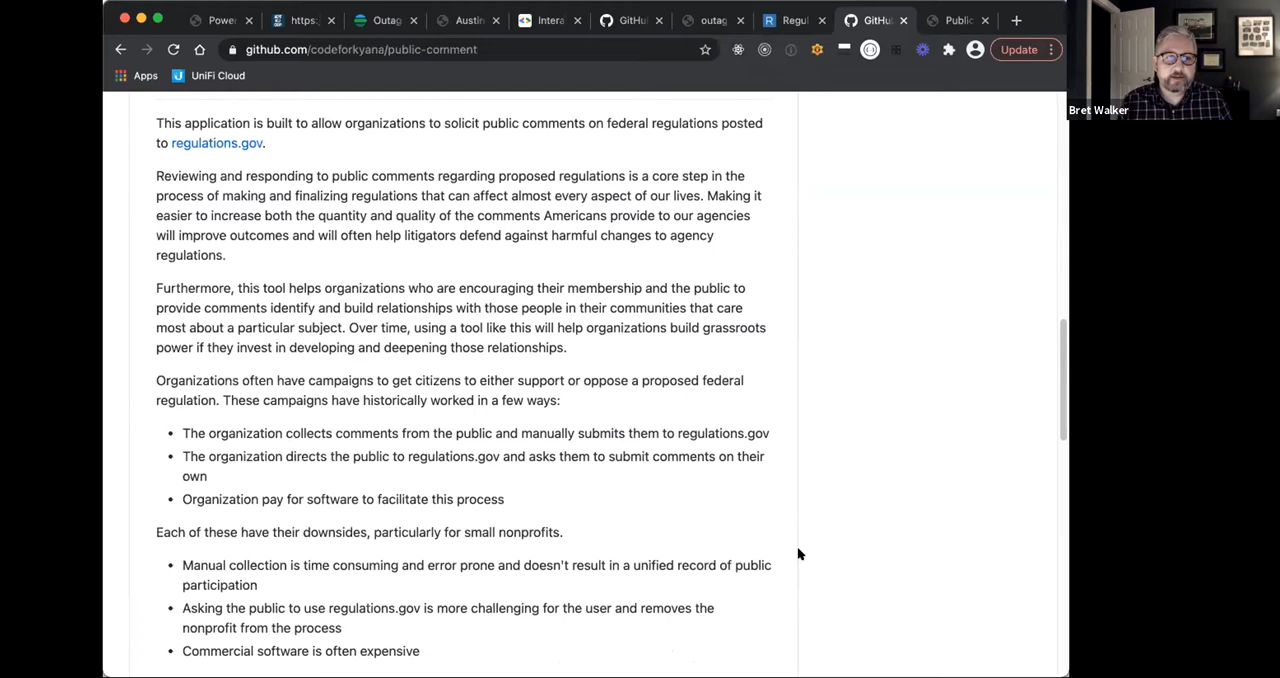 Power
https:
Outag
Austin
Intera
GitHu
outag
Regul
GitHu
Public
github.com/codeforkyana/public-comment
Update
Apps
UniFi Cloud
Bret Walker
This application is built to allow organizations to solicit public comments on federal regulations posted
to regulations.gov.
Reviewing and responding to public comments regarding proposed regulations is a core step in the
process of making and finalizing regulations that can affect almost every aspect of our lives. Making it
easier to increase both the quantity and quality of the comments Americans provide to our agencies
will improve outcomes and will often help litigators defend against harmful changes to agency
regulations.
Furthermore, this tool helps organizations who are encouraging their membership and the public to
provide comments identify and build relationships with those people in their communities that care
most about a particular subject. Over time, using a tool like this will help organizations build grassroots
power if they invest in developing and deepening those relationships.
Organizations often have campaigns to get citizens to either support or oppose a proposed federal
regulation. These campaigns have historically worked in a few ways:
• The organization collects comments from the public and manually submits them to regulations.gov
• The organization directs the public to regulations.gov and asks them to submit comments on their
own
• Organization pay for software to facilitate this process
Each of these have their downsides, particularly for small nonprofits.
• Manual collection is time consuming and error prone and doesn't result in a unified record of public
participation
• Asking the public to use regulations.gov is more challenging for the user and removes the
nonprofit from the process
• Commercial software is often expensive